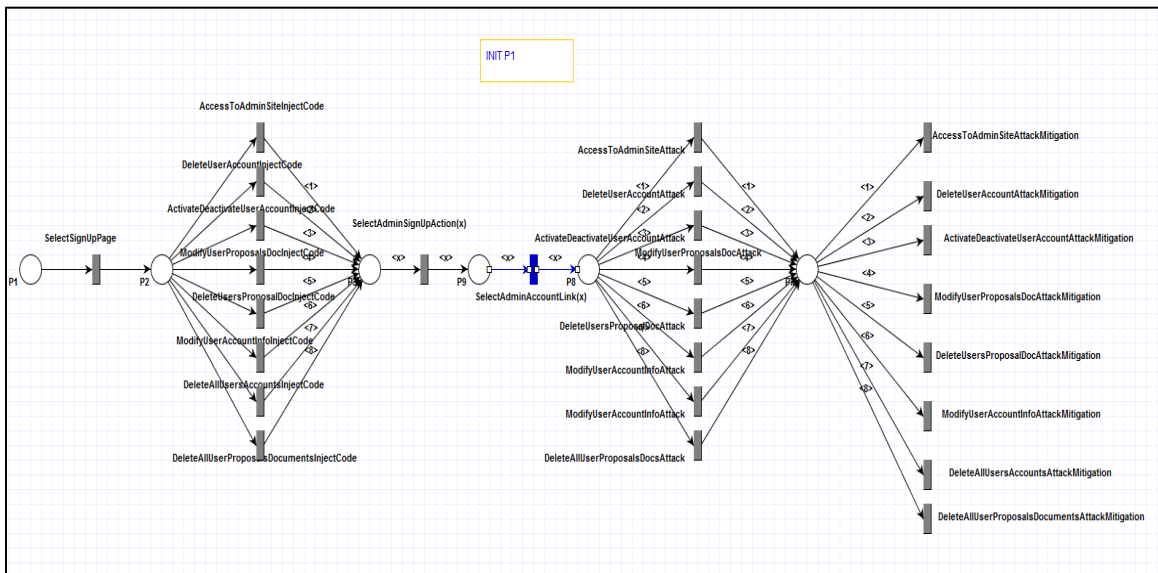 INIT P1
AccessToAdminSiteInjectCode
DeleteUserAccountInjectCode
<1>
ActivateDeactivateUserAccountInjectCode
<3>
ModifyUserProposalsDocInjectCode
<5>
DeleteUsersProposalDocInjectCode
<6>
ModifyUserAccountInfoInjectCode
<7>
<8>
DeleteAllUsersAccountsInjectCode
DeleteAllUserProposalsDocumentsInjectCode
SelectSignUpPage
P1
P2
SelectAdminSignUpAction(x)
<x>
<x>
P9
<x>
<x>
SelectAdminAccountLink(x)
P8
AccessToAdminSiteAttack
<1>
<1>
DeleteUserAccountAttack
<2>
<2>
ActivateDeactivateUserAccountAttack
<3>
<3>
ModifyUserProposalsDocAttack
<4>
<5>
<5>
<6>
<6>
DeleteUsersProposalDocAttack
<7>
<8>
<8>
ModifyUserAccountInfoAttack
ModifyUserAccountInfoAttack
DeleteAllUserProposalsDocsAttack
AccessToAdminSiteAttackMitigation
<1>
DeleteUserAccountAttackMitigation
<2>
ActivateDeactivateUserAccountAttackMitigation
<3>
<4>
ModifyUserProposalsDocAttackMitigation
<5>
<6>
DeleteUsersProposalDocAttackMitigation
<7>
<8>
ModifyUserAccountInfoAttackMitigation
DeleteAllUsersAccountsAttackMitigation
DeleteAllUserProposalsDocumentsAttackMitigation